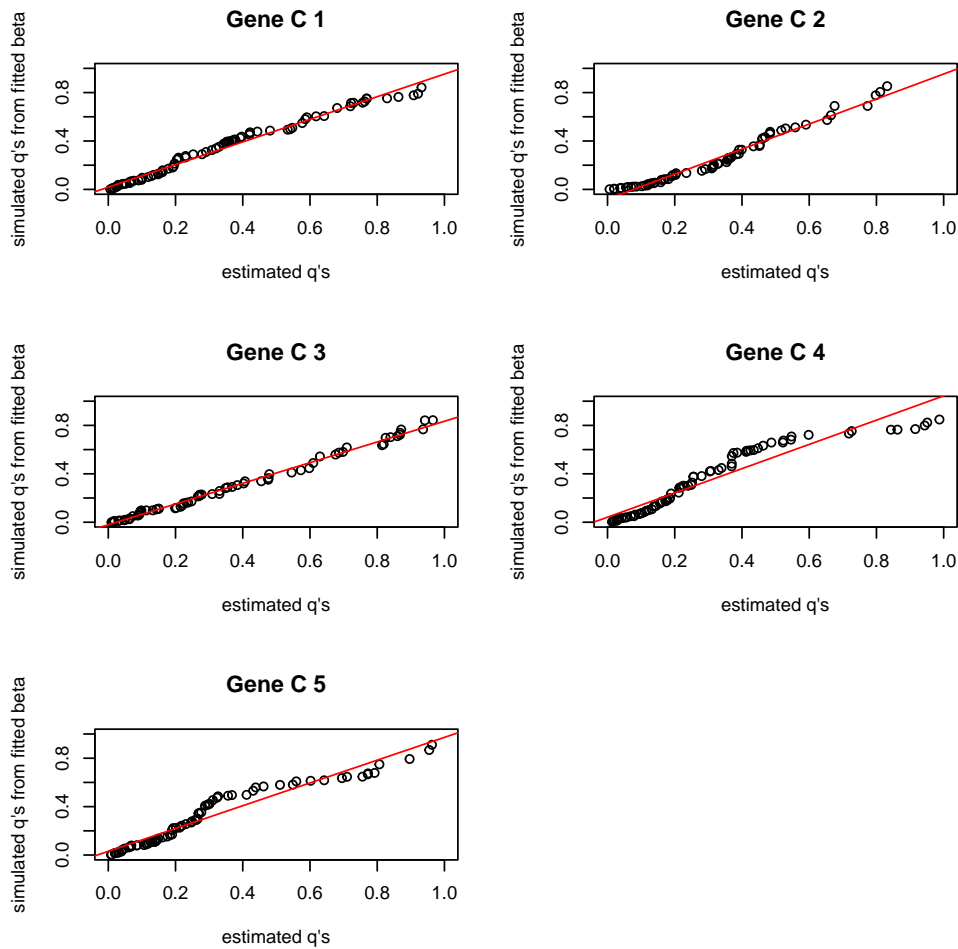 Gene C 1
simulated q's from fitted beta
0.0 0.4 0.8
0.0 0.2 0.4 0.6 0.8 1.0
estimated q's
Gene C 2
simulated q's from fitted beta
0.0 0.4 0.8
0.0 0.2 0.4 0.6 0.8 1.0
estimated q's
Gene C 3
simulated q's from fitted beta
0.0 0.4 0.8
0.0 0.2 0.4 0.6 0.8 1.0
estimated q's
Gene C 4
simulated q's from fitted beta
0.0 0.4 0.8
0.0 0.2 0.4 0.6 0.8 1.0
estimated q's
Gene C 5
simulated q's from fitted beta
0.0 0.4 0.8
0.0 0.2 0.4 0.6 0.8 1.0
estimated q's